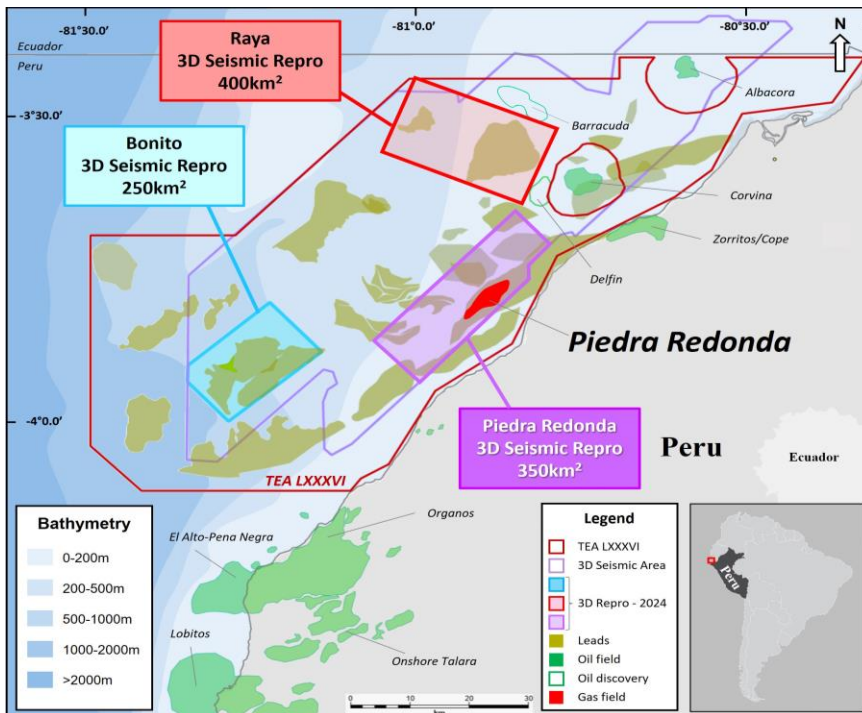 -81°30'
-81°0.0'
-80°30'
N
Ecuador
Peru
Raya
3D Seismic Repro
400km²
Albacora
-3°30.0'
Barracuda
Bonito
3D Seismic Repro
250km²
Corvina
Zorritos/Cope
Delfin
Piedra Redonda
-4°0.0'
Piedra Redonda
3D Seismic Repro
350km²
Peru
Ecuador
TEA LXXXVI
Bathymetry
0-200m
200-500m
500-1000m
1000-2000m
>2000m
El Alto-Pena Negra
Organos
Lobitos
Onshore Talara
Legend
TEA LXXXVI
3D Seismic Area
3D Repro - 2024
Leads
Oil field
Oil discovery
Gas field
Peru
0
10
20
30